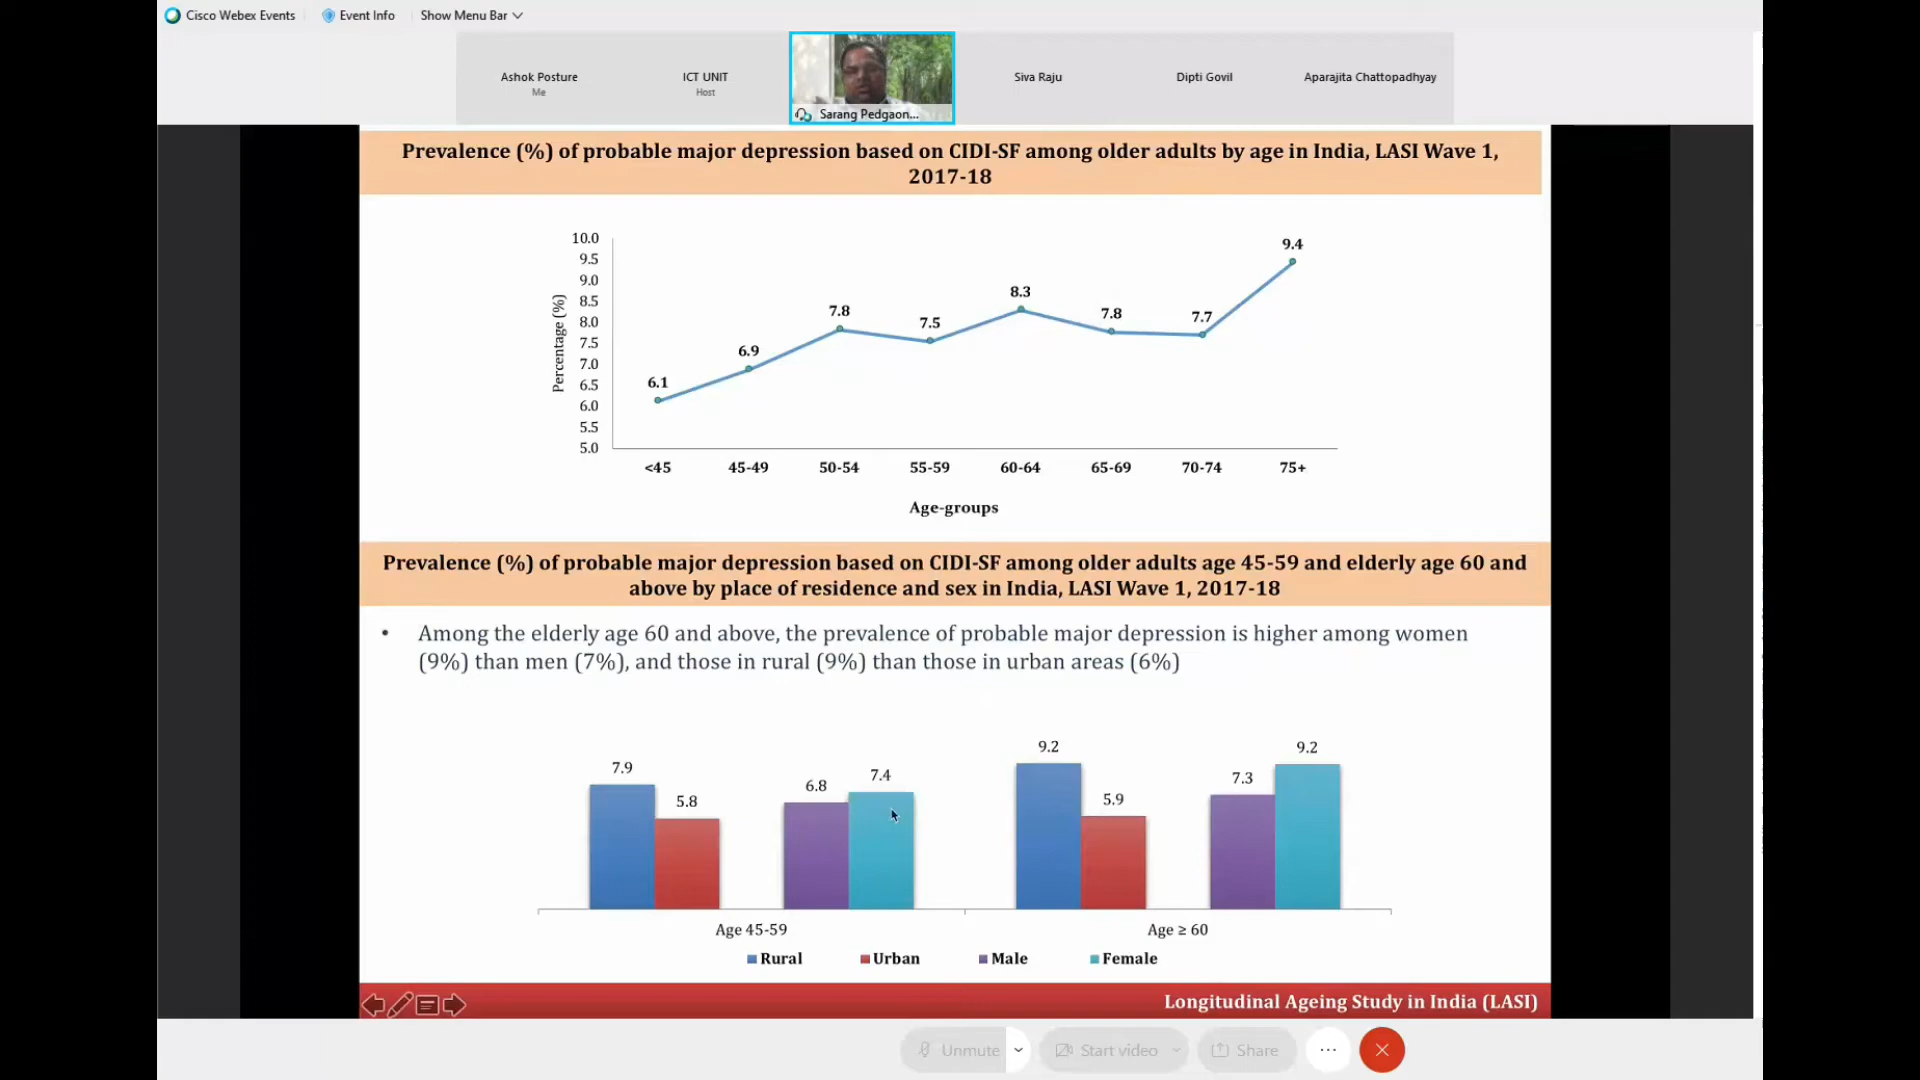 Cisco Webex Events
Event Info
Show Menu Bar
Ashok Posture
Me
ICT UNIT
Host
Sarang Pedgaon...
Siva Raju
Dipti Govil
Aparajita Chattopadhyay
Prevalence (%) of probable major depression based on CIDI-SF among older adults by age in India, LASI Wave 1,
2017-18
Percentage (%)
10.0
9.5
9.0
8.5
8.0
7.5
7.0
6.5
6.0
5.5
5.0
6.1
6.9
7.8
7.5
8.3
7.8
7.7
9.4
<45
45-49
50-54
55-59
60-64
65-69
70-74
75+
Age-groups
Prevalence (%) of probable major depression based on CIDI-SF among older adults age 45-59 and elderly age 60 and
above by place of residence and sex in India, LASI Wave 1, 2017-18
• Among the elderly age 60 and above, the prevalence of probable major depression is higher among women
(9%) than men (7%), and those in rural (9%) than those in urban areas (6%)
7.9
5.8
6.8
7.4
9.2
5.9
7.3
9.2
Age 45-59
Age ≥ 60
Rural
Urban
Male
Female
Longitudinal Ageing Study in India (LASI)
Unmute
Start video
Share